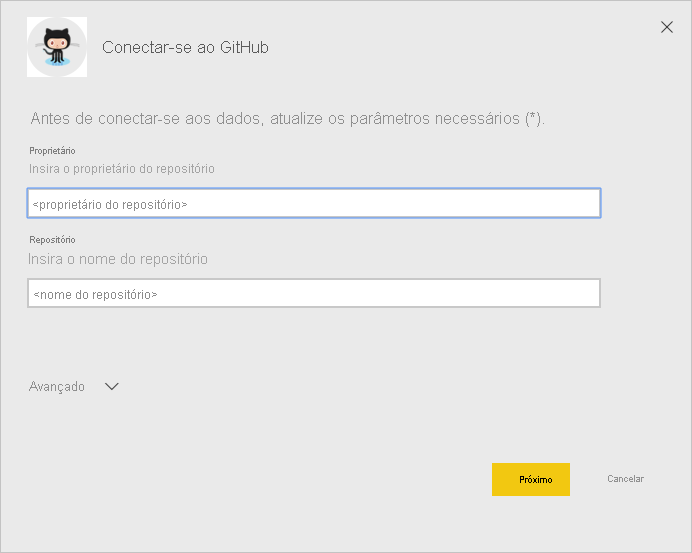 Conectar-se ao GitHub
Antes de conectar-se aos dados, atualize os parâmetros necessários (*).
Proprietário
Insira o proprietário do repositório
<proprietário do repositório>
Repositório
Insira o nome do repositório
<nome do repositório>
Avançado
Próximo
Cancelar